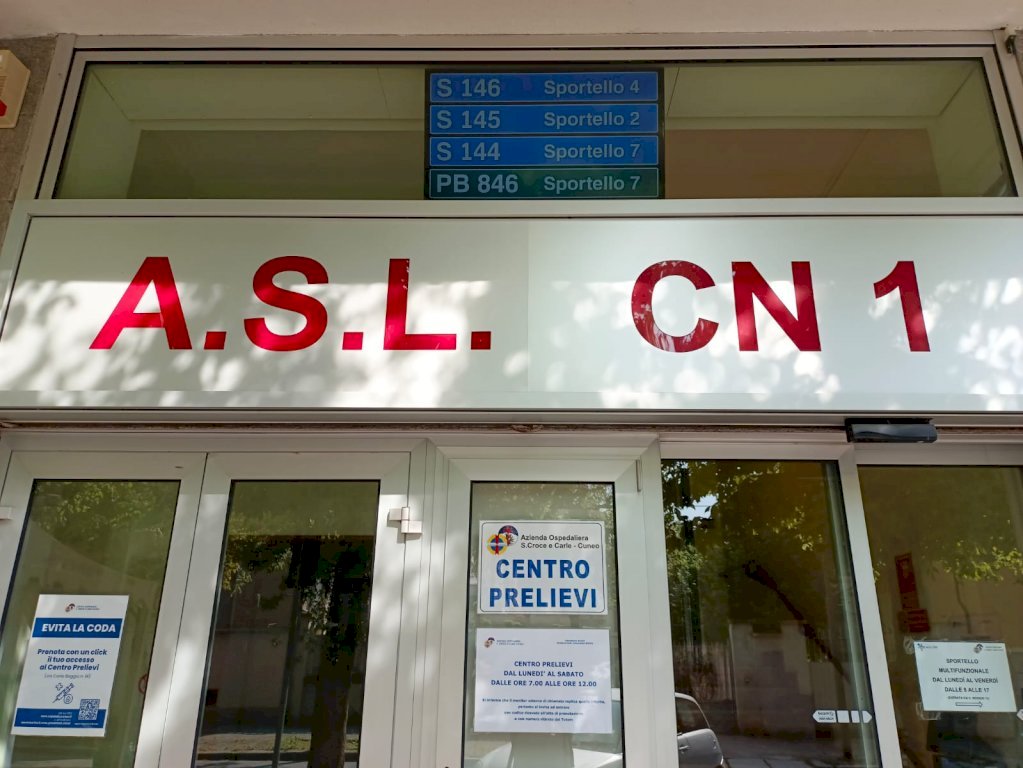 S 146 Sportello 4
S 145 Sportello 2
S 144 Sportello 7
PB 846 Sportello 7
A.S.L. CN 1
Azienda Ospedaliera
S.Croce e Carle - Cuneo
CENTRO
PRELIEVI
CENTRO PRELIEVI
DAL LUNEDI' AL SABATO
DALLE ORE 7.00 ALLE ORE 12.00
EVITA LA CODA
Prenota con un click
il tuo accesso
al Centro Prelievi
SPORTELLO
MULTIFUNZIONALE
DAL LUNEDÌ AL VENERDÌ
DALLE 8 ALLE 17